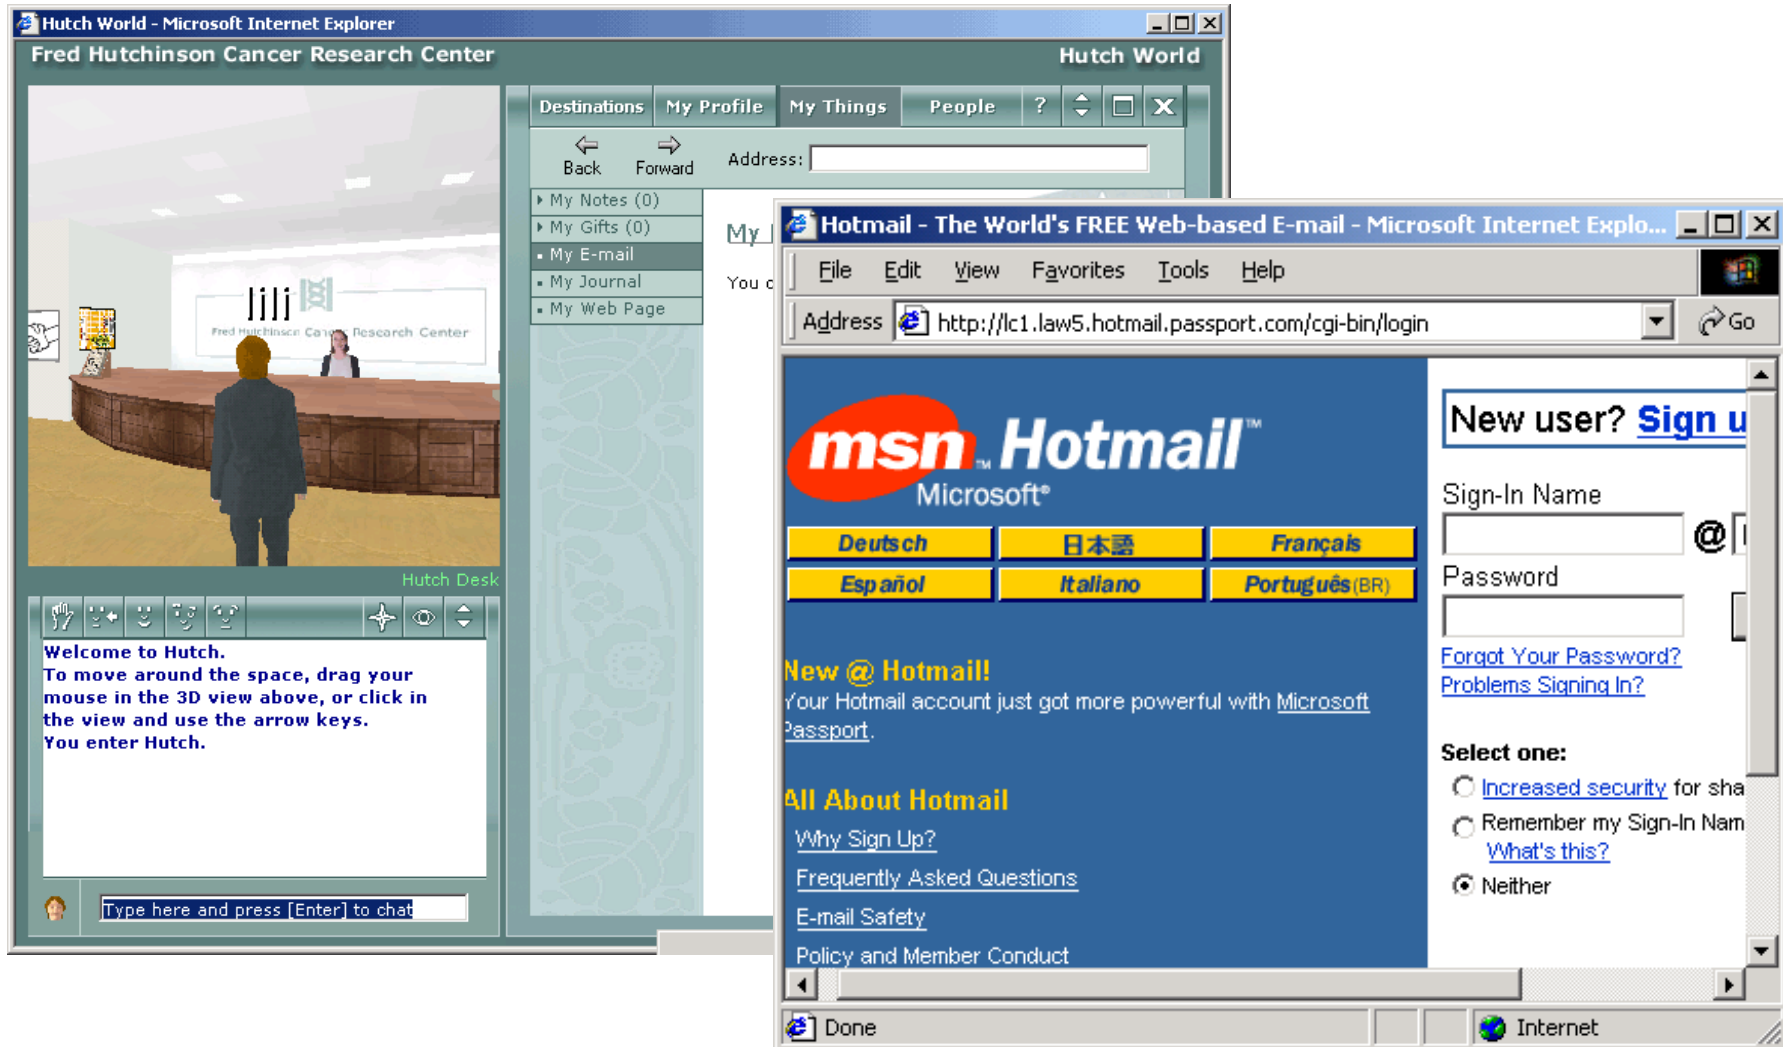 Hutch World - Microsoft Internet Explorer
Fred Hutchinson Cancer Research Center
Hutch World
lili
Fred Hutchinson Cancer Research Center
Hutch Desk
Welcome to Hutch.
To move around the space, drag your
mouse in the 3D view above, or click in
the view and use the arrow keys.
You enter Hutch.
Type here and press [Enter] to chat
Destinations My Profile My Things People ?
Back Forward Address:
My Notes (0)
My Gifts (0)
My E-mail
My Journal
My Web Page
My
You c
Hotmail - The World's FREE Web-based E-mail - Microsoft Internet Explo...
File Edit View Favorites Tools Help
Address http://lc1.law5.hotmail.passport.com/cgi-bin/login Go
msn TM Hotmail™
Microsoft®
Deutsch 日本語 Français
Español Italiano Português (BR)
New @ Hotmail!
Your Hotmail account just got more powerful with Microsoft
Passport.
All About Hotmail
Why Sign Up?
Frequently Asked Questions
E-mail Safety
Policy and Member Conduct
New user? Sign u
Sign-In Name
@
Password
Forgot Your Password?
Problems Signing In?
Select one:
Increased security for sha
Remember my Sign-In Nam
What's this?
Neither
Done
Internet